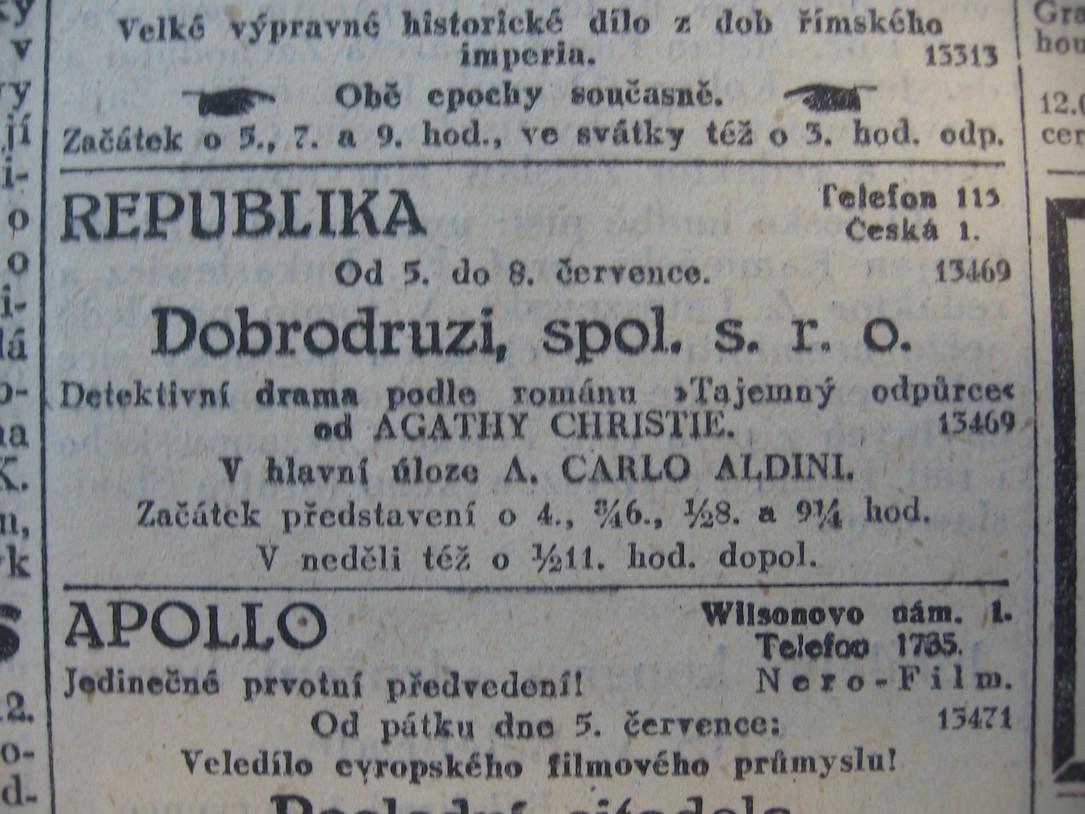 Velké výpravné historické dílo z dob římského
imperia. 13313
Obě epochy současně.
Začátek o 5., 7. a 9. hod., ve svátky též o 3. hod. odp.
REPUBLIKA Telefon 115
Česká 1.
Od 5. do 8. července. 13469
Dobrodruzi, spol. s. r. o.
Detektivní drama podle románu »Tajemný odpůrce«
od AGATHY CHRISTIE. 13469
V hlavní úloze A. CARLO ALDINI.
Začátek představení o 4., ¾6., ½8. a 9¼ hod.
V neděli též o ½11. hod. dopol.
APOLLO Wilsonovo nám. 1.
Telefon 1785.
Jedinečné prvotní předvedení! Nero-Film.
Od pátku dne 5. července: 13471
Veledílo evropského filmového průmyslu!